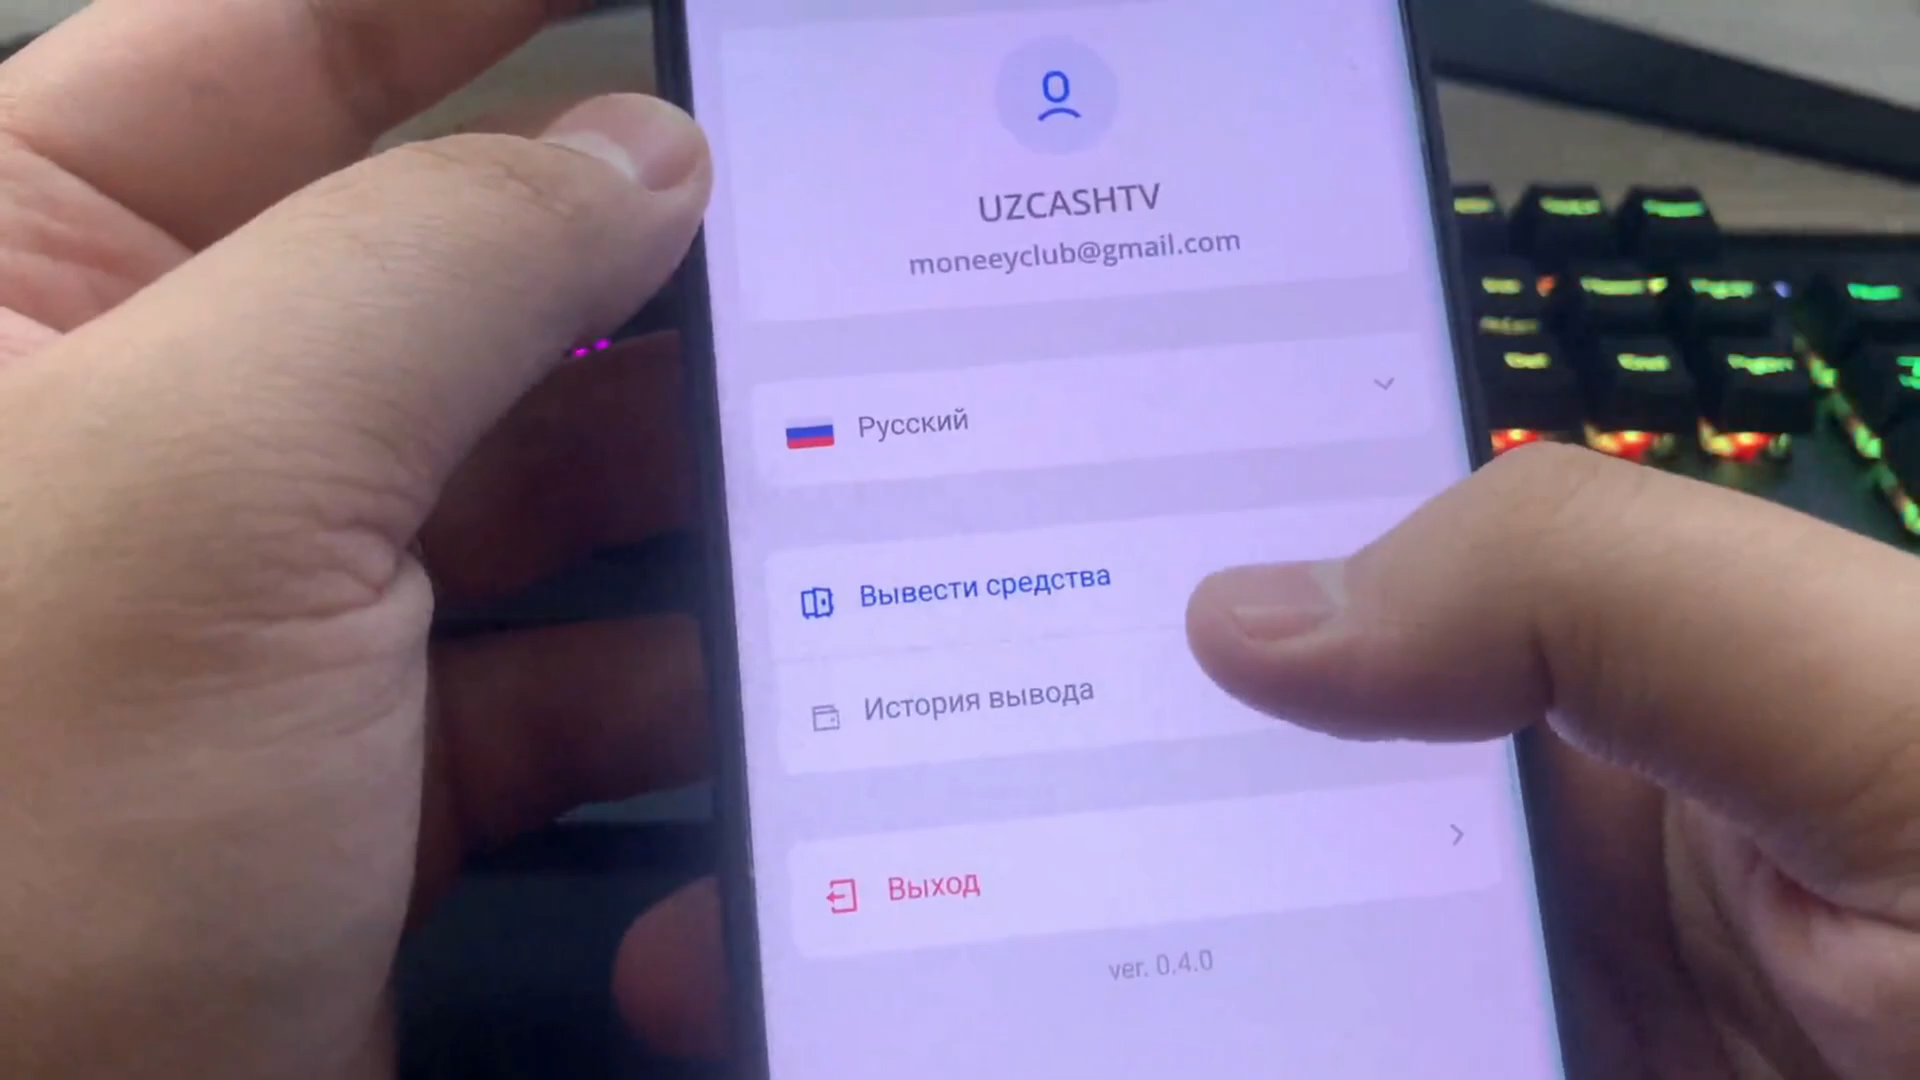 UZCASHTV
moneeyclub@gmail.com
Русский
Вывести средства
История вывода
Выход
ver. 0.4.0